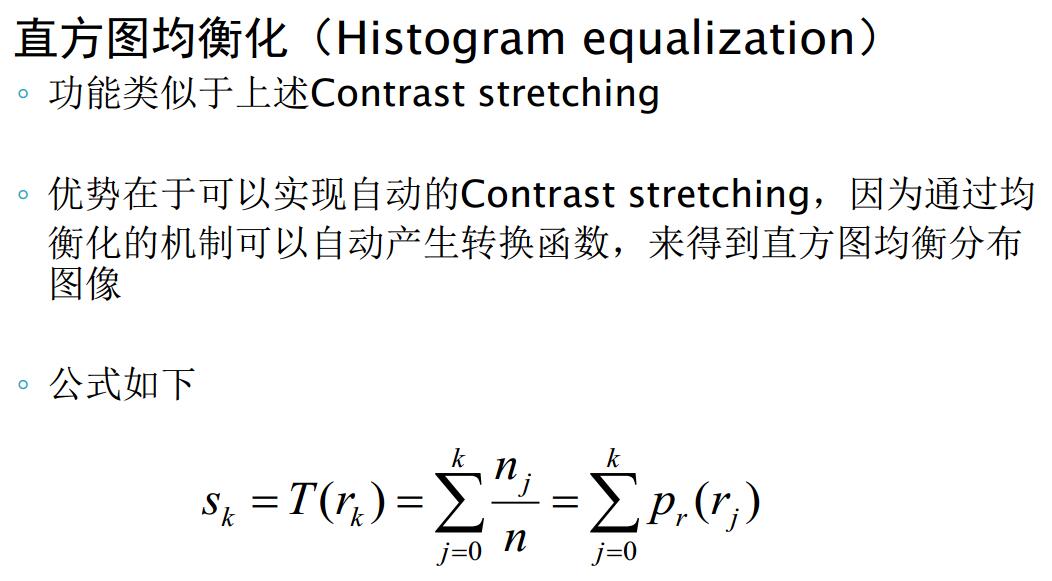 直方图均衡化（Histogram equalization）
◦ 功能类似于上述Contrast stretching
◦ 优势在于可以实现自动的Contrast stretching，因为通过均
衡化的机制可以自动产生转换函数，来得到直方图均衡分布
图像
◦ 公式如下
$s_k = T(r_k) = \sum_{j=0}^{k} \frac{n_j}{n} = \sum_{j=0}^{k} p_r(r_j)$